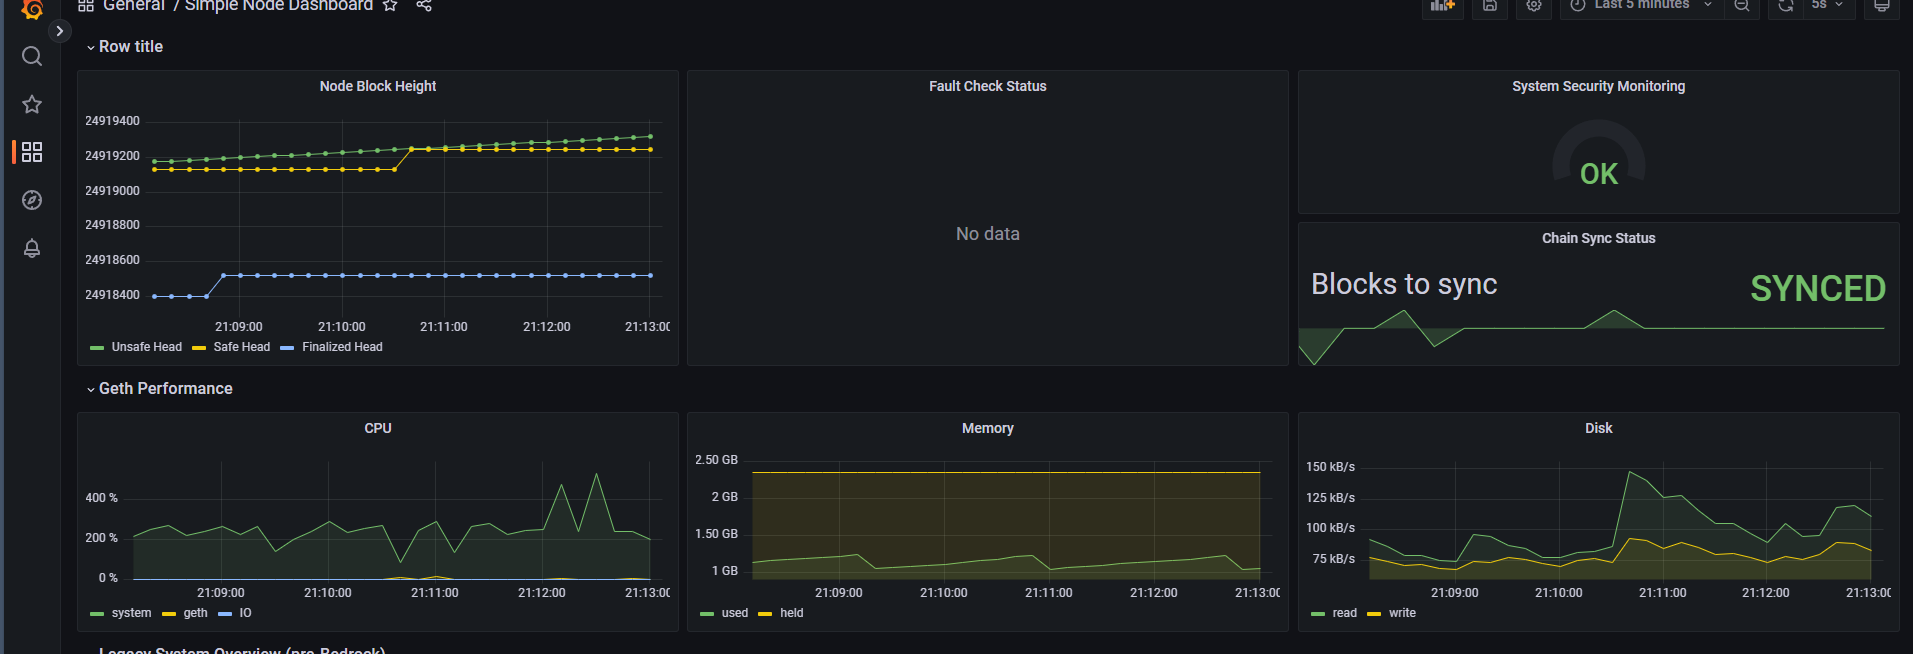 General / Simple Node Dashboard
Last 5 minutes
5s
Row title
Node Block Height
24919400
24919200
24919000
24918800
24918600
24918400
21:09:00 21:10:00 21:11:00 21:12:00 21:13:00
Unsafe Head Safe Head Finalized Head
Fault Check Status
No data
System Security Monitoring
OK
Chain Sync Status
Blocks to sync
SYNCED
Geth Performance
CPU
400 %
200 %
0 %
21:09:00 21:10:00 21:11:00 21:12:00 21:13:00
system geth IO
Memory
2.50 GB
2 GB
1.50 GB
1 GB
21:09:00 21:10:00 21:11:00 21:12:00 21:13:00
used held
Disk
150 kB/s
125 kB/s
100 kB/s
75 kB/s
21:09:00 21:10:00 21:11:00 21:12:00 21:13:00
read write
Legacy System Overview (pre-Bedrock)